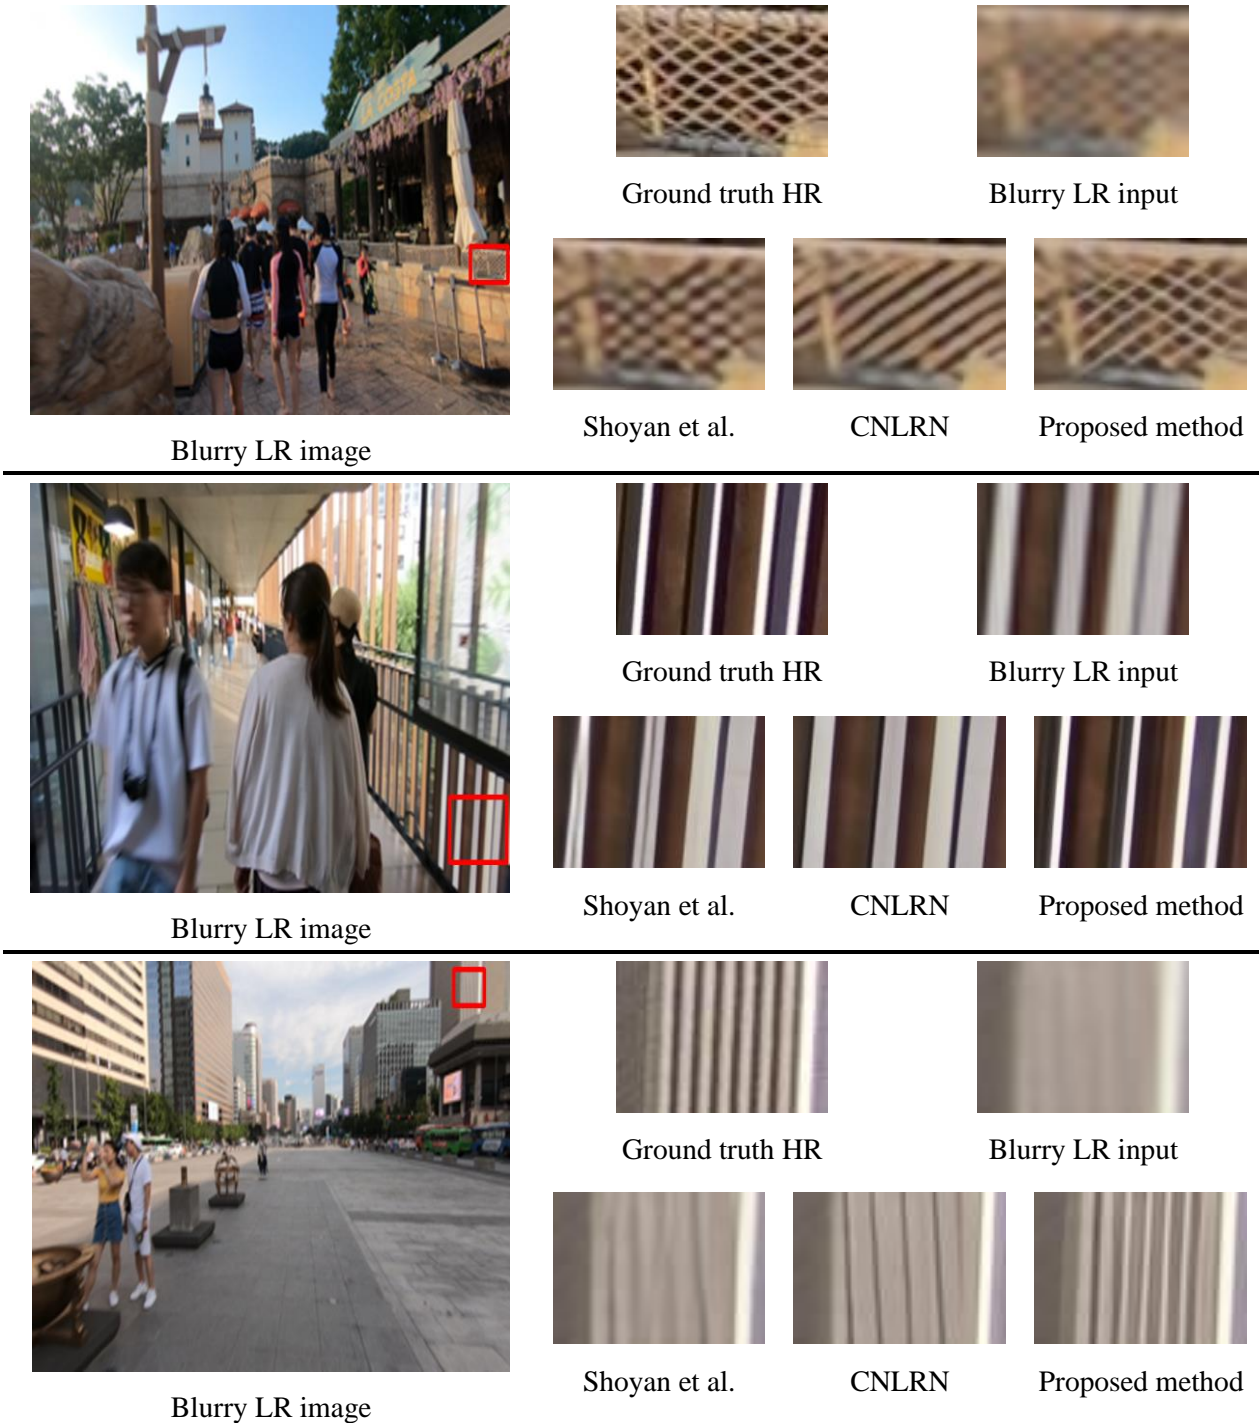 LA COSTA
Ground truth HR
Blurry LR input
Shoyan et al.
CNLRN
Proposed method
Blurry LR image
Ground truth HR
Blurry LR input
Shoyan et al.
CNLRN
Proposed method
Blurry LR image
Ground truth HR
Blurry LR input
Shoyan et al.
CNLRN
Proposed method
Blurry LR image